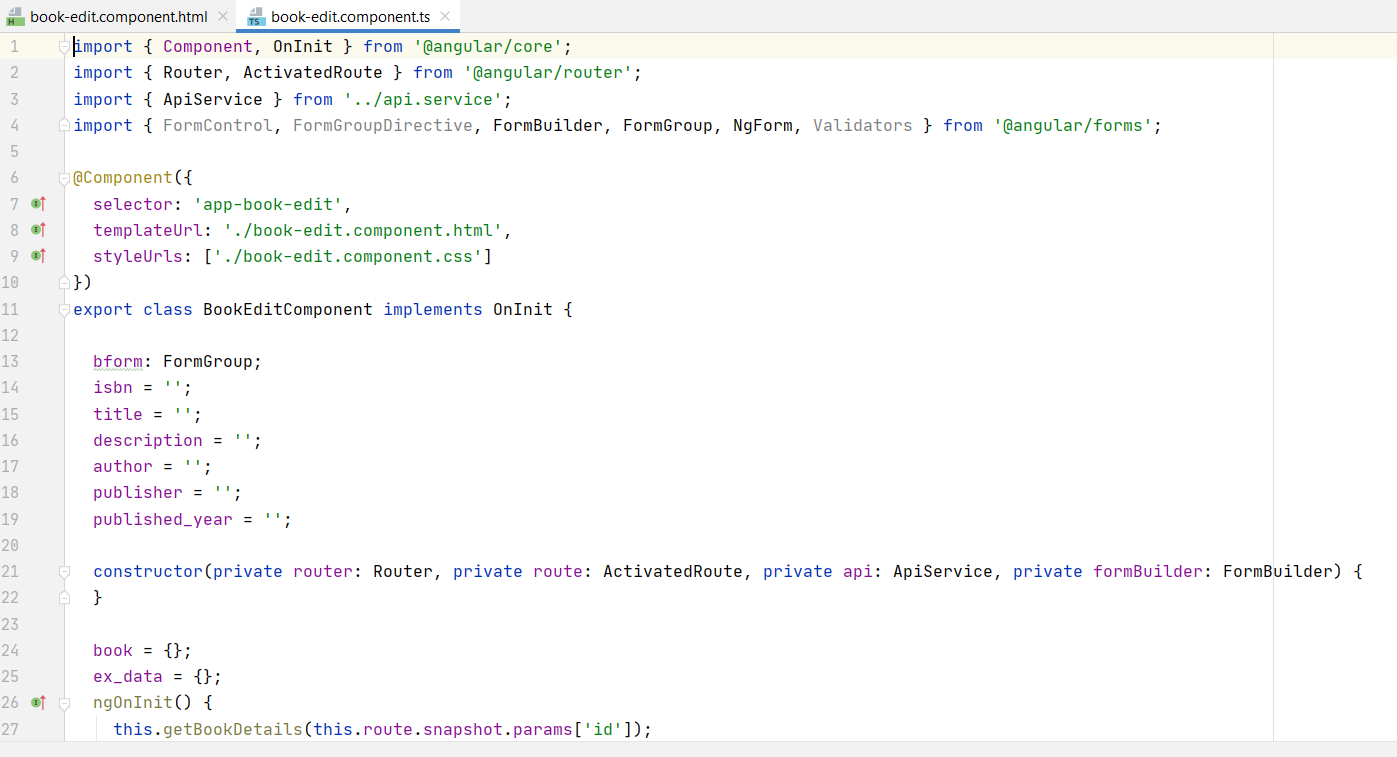 book-edit.component.html book-edit.component.ts
1 import { Component, OnInit } from '@angular/core';
2 import { Router, ActivatedRoute } from '@angular/router';
3 import { ApiService } from '../api.service';
4 import { FormControl, FormGroupDirective, FormBuilder, FormGroup, NgForm, Validators } from '@angular/forms';
5
6 @Component({
7 selector: 'app-book-edit',
8 templateUrl: './book-edit.component.html',
9 styleUrls: ['./book-edit.component.css']
10 })
11 export class BookEditComponent implements OnInit {
12
13 bform: FormGroup;
14 isbn = '';
15 title = '';
16 description = '';
17 author = '';
18 publisher = '';
19 published_year = '';
20
21 constructor(private router: Router, private route: ActivatedRoute, private api: ApiService, private formBuilder: FormBuilder) {
22 }
23
24 book = {};
25 ex_data = {};
26 ngOnInit() {
27 this.getBookDetails(this.route.snapshot.params['id']);